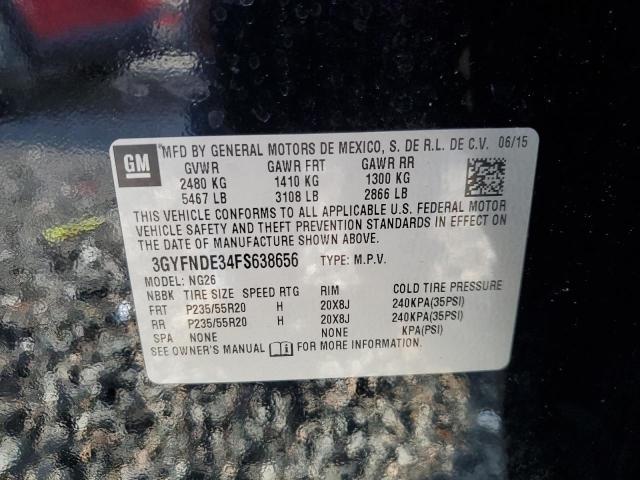 GM
MFD BY GENERAL MOTORS DE MEXICO, S. DE R.L. DE C.V. 06/15
GVWR GAWR FRT GAWR RR
2480 KG 1410 KG 1300 KG
5467 LB 3108 LB 2866 LB
THIS VEHICLE CONFORMS TO ALL APPLICABLE U.S. FEDERAL MOTOR
VEHICLE SAFETY AND THEFT PREVENTION STANDARDS IN EFFECT ON
THE DATE OF MANUFACTURE SHOWN ABOVE.
3GYFNDE34FS638656 TYPE: M.P.V.
MODEL: NG26
NBBK TIRE SIZE SPEED RTG RIM COLD TIRE PRESSURE
FRT P235/55R20 H 20X8J 240KPA(35PSI)
RR P235/55R20 H 20X8J 240KPA(35PSI)
SPA NONE NONE KPA(PSI)
SEE OWNER'S MANUAL i FOR MORE INFORMATION.